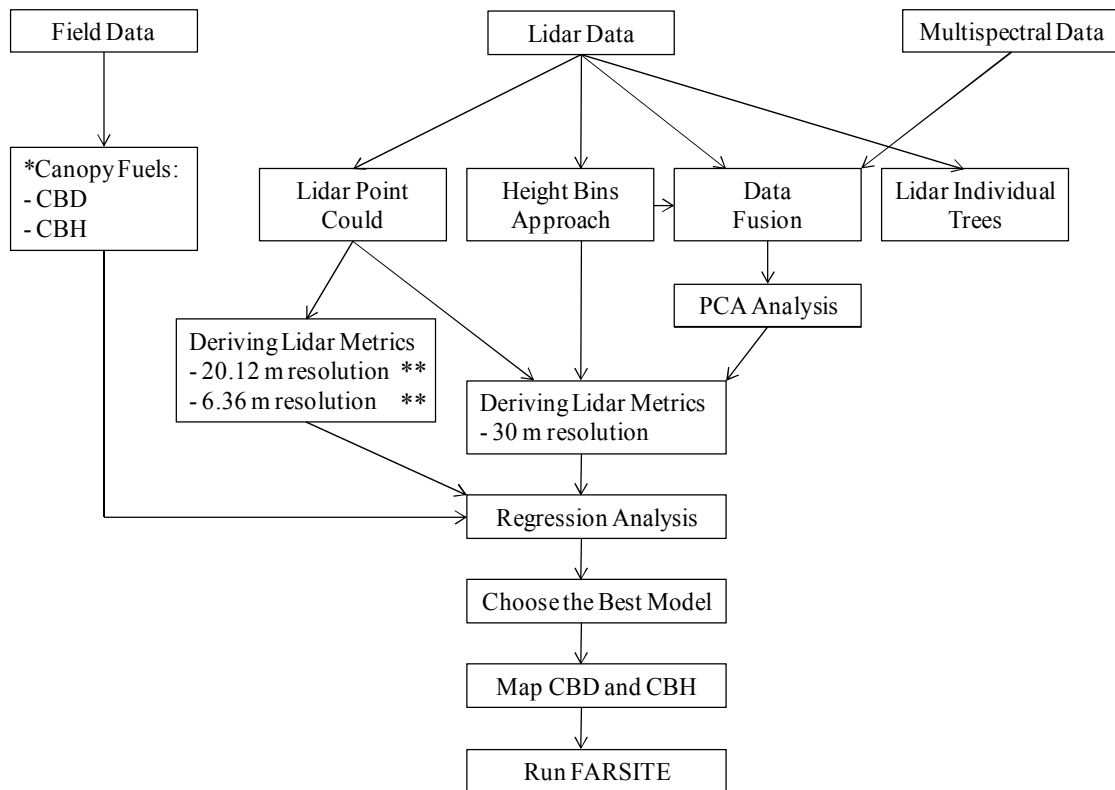 Field Data
Lidar Data
Multispectral Data
*Canopy Fuels:
- CBD
- CBH
Lidar Point
Could
Height Bins
Approach
Data
Fusion
Lidar Individual
Trees
PCA Analysis
Deriving Lidar Metrics
- 20.12 m resolution **
- 6.36 m resolution **
Deriving Lidar Metrics
- 30 m resolution
Regression Analysis
Choose the Best Model
Map CBD and CBH
Run FARSITE